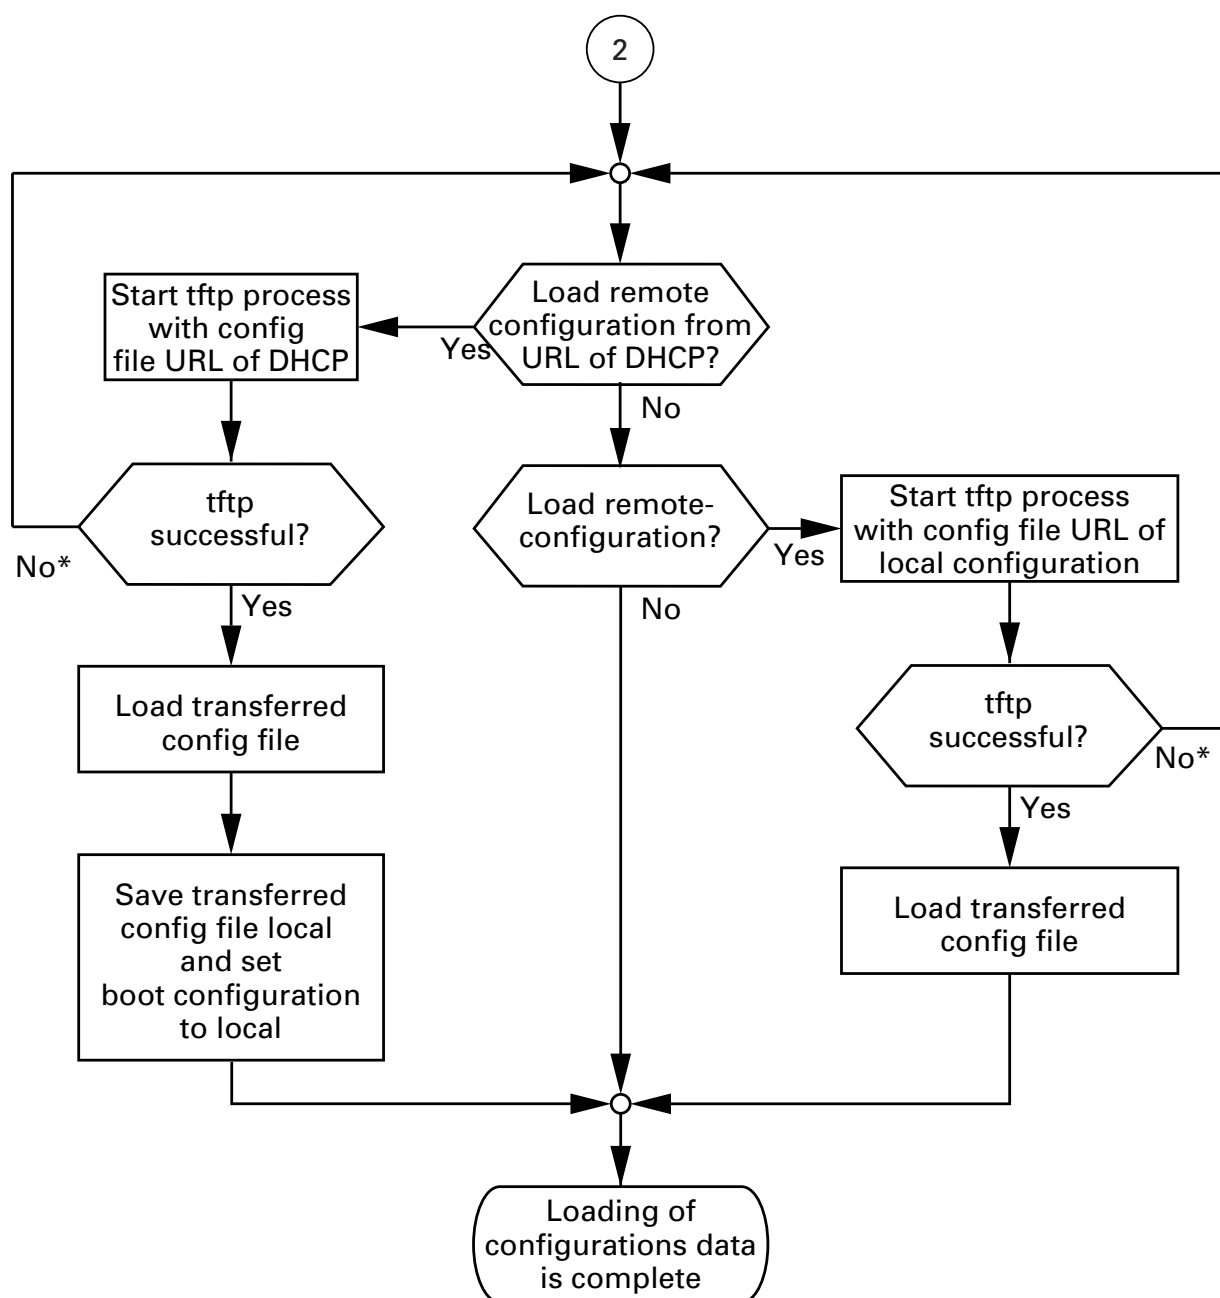 2
Load remote
configuration from
URL of DHCP?
Yes
No
Start tftp process
with config
file URL of DHCP
tftp
successful?
No*
Yes
Load transferred
config file
Save transferred
config file local
and set
boot configuration
to local
Load remote-
configuration?
Yes
No
Start tftp process
with config file URL of
local configuration
tftp
successful?
No*
Yes
Load transferred
config file
Loading of
configurations data
is complete